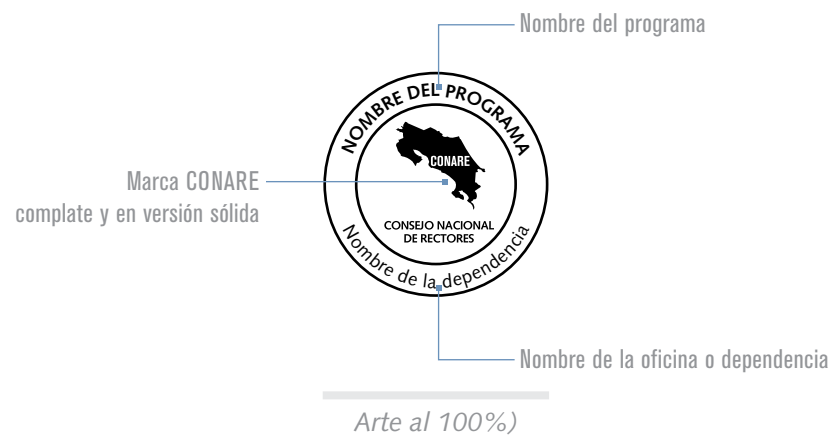 Nombre del programa
NOMBRE DEL PROGRAMA
CONARE
Marca CONARE
complate y en versión sólida
CONSEJO NACIONAL
DE RECTORES
Nombre de la dependencia
Nombre de la oficina o dependencia
Arte al 100%)